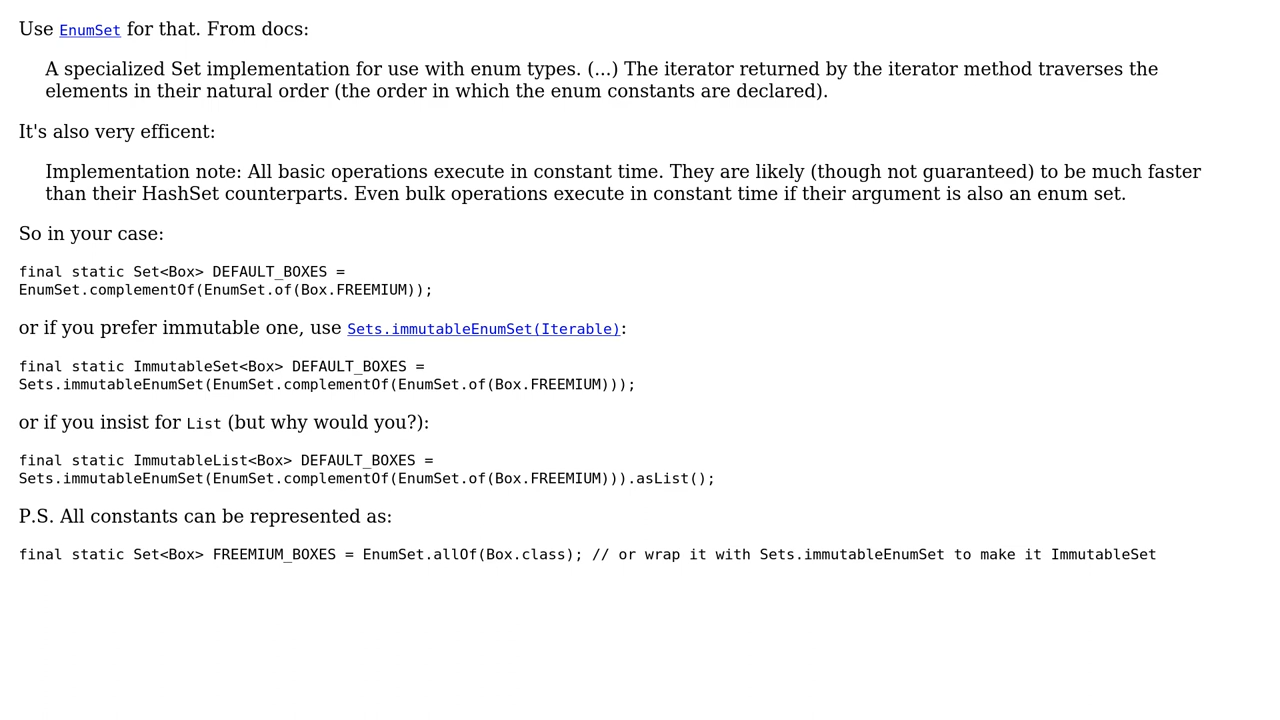 Use EnumSet for that. From docs:
A specialized Set implementation for use with enum types. (...) The iterator returned by the iterator method traverses the
elements in their natural order (the order in which the enum constants are declared).
It's also very efficent:
Implementation note: All basic operations execute in constant time. They are likely (though not guaranteed) to be much faster
than their HashSet counterparts. Even bulk operations execute in constant time if their argument is also an enum set.
So in your case:
final static Set<Box> DEFAULT_BOXES =
EnumSet.complementOf(EnumSet.of(Box.FREEMIUM));
or if you prefer immutable one, use Sets.immutableEnumSet(Iterable):
final static ImmutableSet<Box> DEFAULT_BOXES =
Sets.immutableEnumSet(EnumSet.complementOf(EnumSet.of(Box.FREEMIUM)));
or if you insist for List (but why would you?):
final static ImmutableList<Box> DEFAULT_BOXES =
Sets.immutableEnumSet(EnumSet.complementOf(EnumSet.of(Box.FREEMIUM))).asList();
P.S. All constants can be represented as:
final static Set<Box> FREEMIUM_BOXES = EnumSet.allOf(Box.class); // or wrap it with Sets.immutableEnumSet to make it ImmutableSet